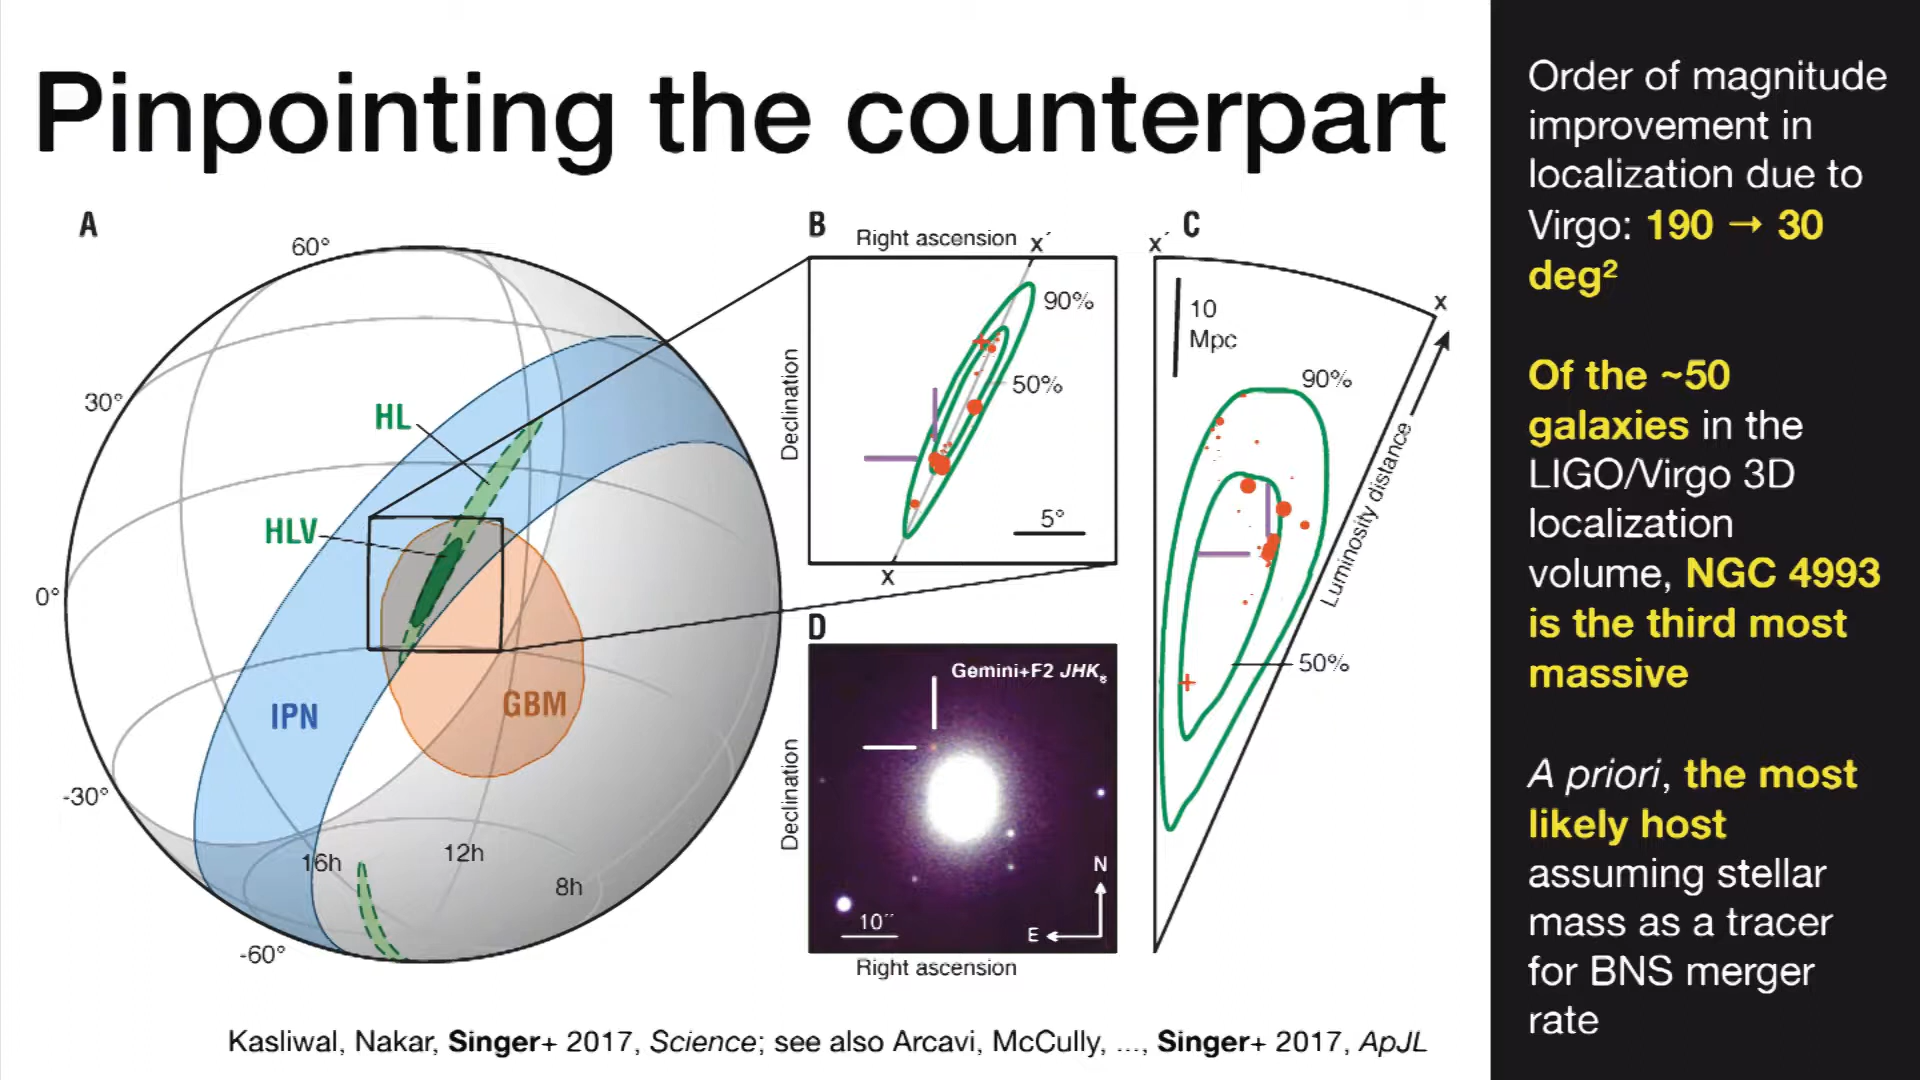 Pinpointing the counterpart
A
60°
30°
0°
-30°
-60°
HL
HLV
IPN
GBM
16h
12h
8h
B
Right ascension
x´
90%
50%
Declination
5°
x
C
x´
10
Mpc
x
90%
Luminosity distance
50%
D
Gemini+F2 JHKs
Declination
10´´
N
E
Right ascension
Kasliwal, Nakar, Singer+ 2017, Science; see also Arcavi, McCully, ..., Singer+ 2017, ApJL
Order of magnitude
improvement in
localization due to
Virgo: 190 → 30
deg²
Of the ~50
galaxies in the
LIGO/Virgo 3D
localization
volume, NGC 4993
is the third most
massive
A priori, the most
likely host
assuming stellar
mass as a tracer
for BNS merger
rate